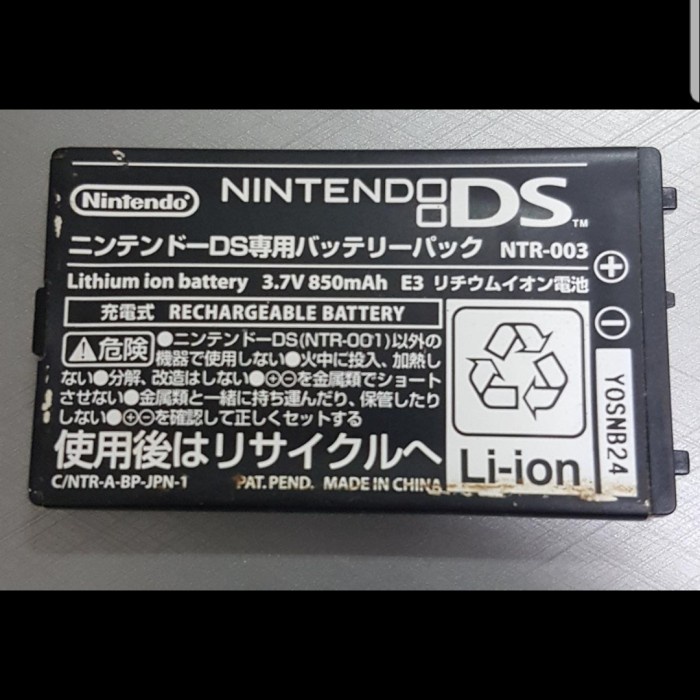 Nintendo® NINTENDO DS™
ニンテンドーDS専用バッテリーパック NTR-003
Lithium ion battery 3.7V 850mAh E3 リチウムイオン電池
充電式 RECHARGEABLE BATTERY
危険 ●ニンテンドーDS(NTR-001)以外の
機器で使用しない●火中に投入、加熱し
ない●分解、改造はしない●⊕⊖を金属類でショート
させない●金属類と一緒に持ち運んだり、保管したり
しない●⊕⊖を確認して正しくセットする
使用後はリサイクルへ
C/NTR-A-BP-JPN-1 PAT. PEND. MADE IN CHINA
Li-ion
⊕
⊖
YOSNB24